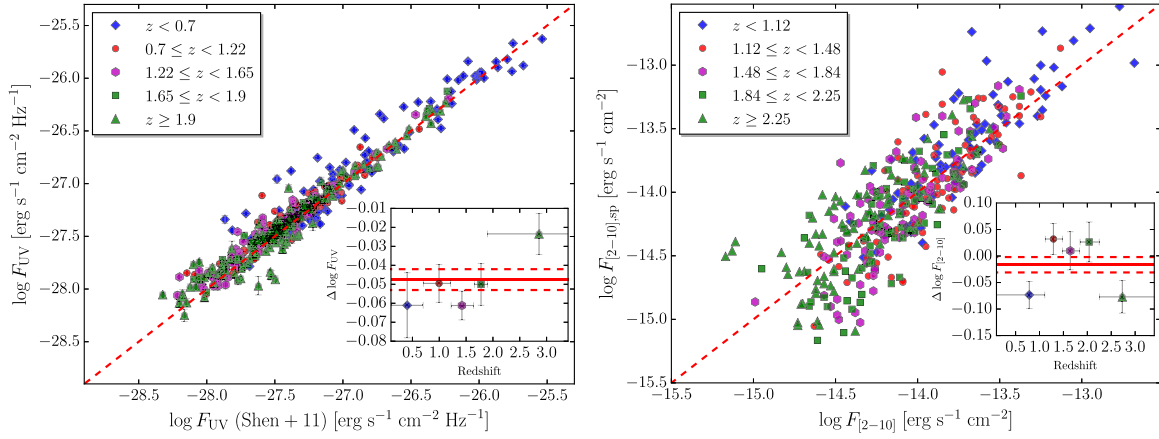 z < 0.7
0.7 ≤ z < 1.22
1.22 ≤ z < 1.65
1.65 ≤ z < 1.9
z ≥ 1.9
−25.5
−26.0
−26.5
−27.0
−27.5
−28.0
−28.5
log F_UV [erg s⁻¹ cm⁻² Hz⁻¹]
−28.5 −28.0 −27.5 −27.0 −26.5 −26.0 −25.5
log F_UV (Shen + 11) [erg s⁻¹ cm⁻² Hz⁻¹]
−0.01
−0.02
−0.03
−0.04
−0.05
−0.06
−0.07
−0.08
Δ log F_UV
0.5 1.0 1.5 2.0 2.5 3.0
Redshift
z < 1.12
1.12 ≤ z < 1.48
1.48 ≤ z < 1.84
1.84 ≤ z < 2.25
z ≥ 2.25
−13.0
−13.5
−14.0
−14.5
−15.0
−15.5
log F_[2−10],sp [erg s⁻¹ cm⁻²]
−15.5 −15.0 −14.5 −14.0 −13.5 −13.0
log F_[2−10] [erg s⁻¹ cm⁻²]
0.10
0.05
0.00
−0.05
−0.10
−0.15
Δ log F_[2−10]
0.5 1.0 1.5 2.0 2.5 3.0
Redshift